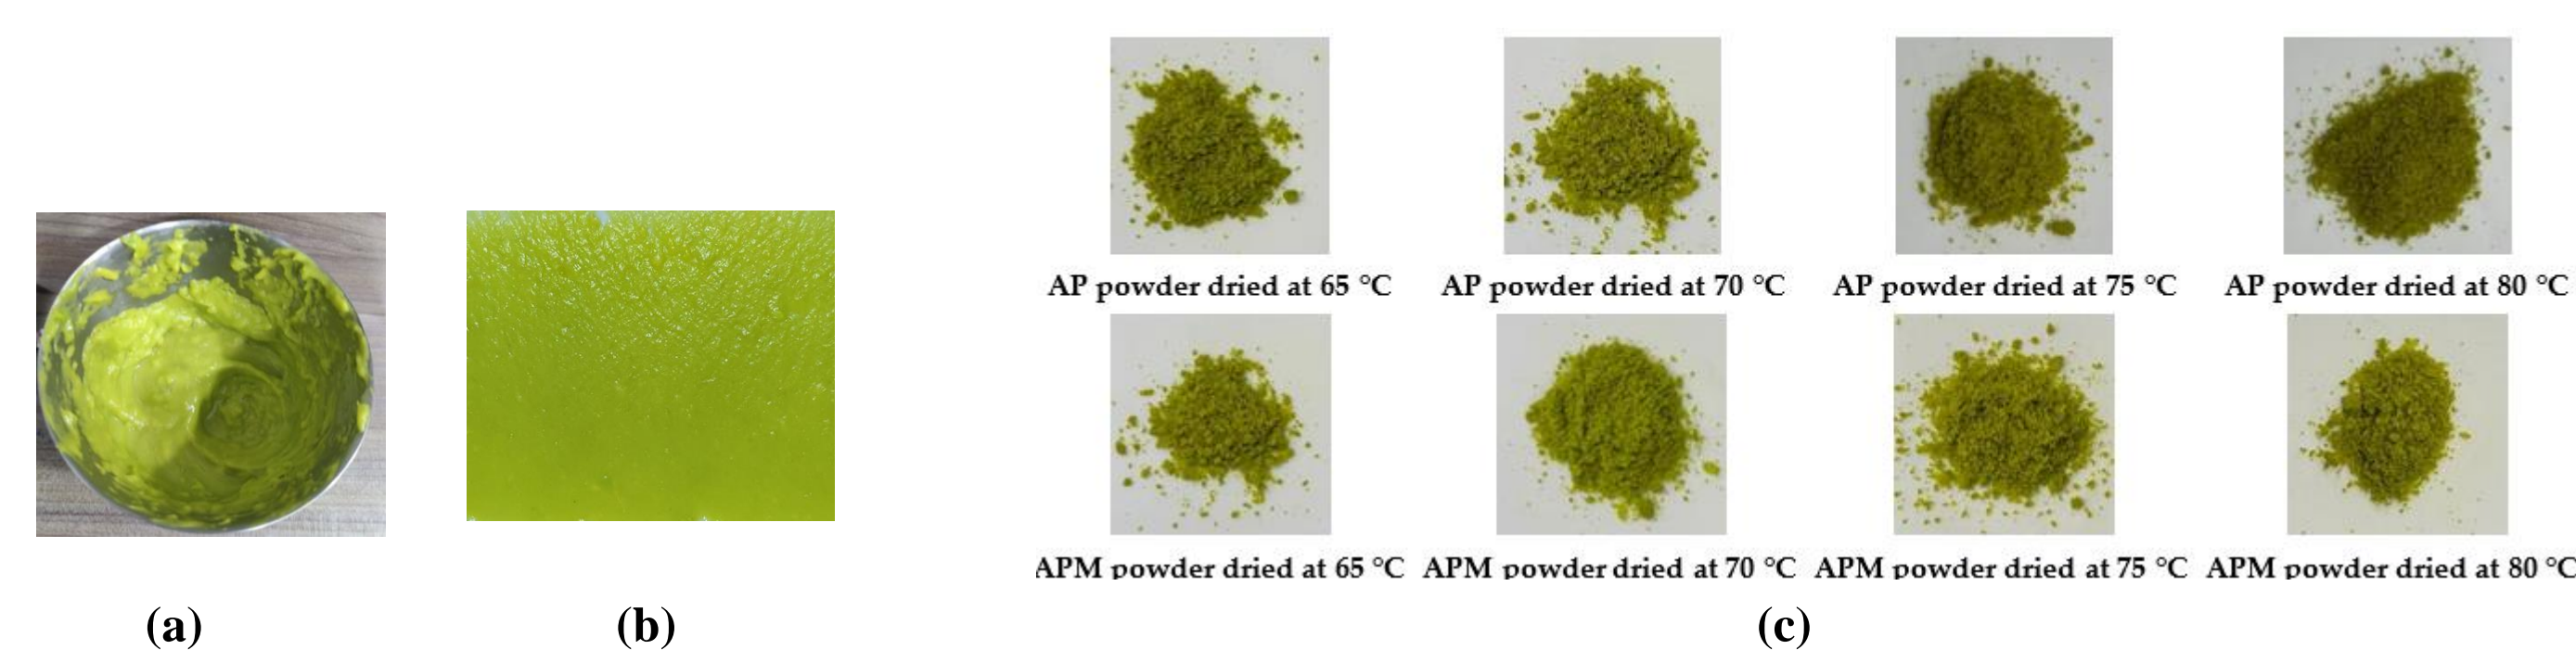 AP powder dried at 65 °C
AP powder dried at 70 °C
AP powder dried at 75 °C
AP powder dried at 80 °C
APM powder dried at 65 °C
APM powder dried at 70 °C
APM powder dried at 75 °C
APM powder dried at 80 °C
(a)
(b)
(c)